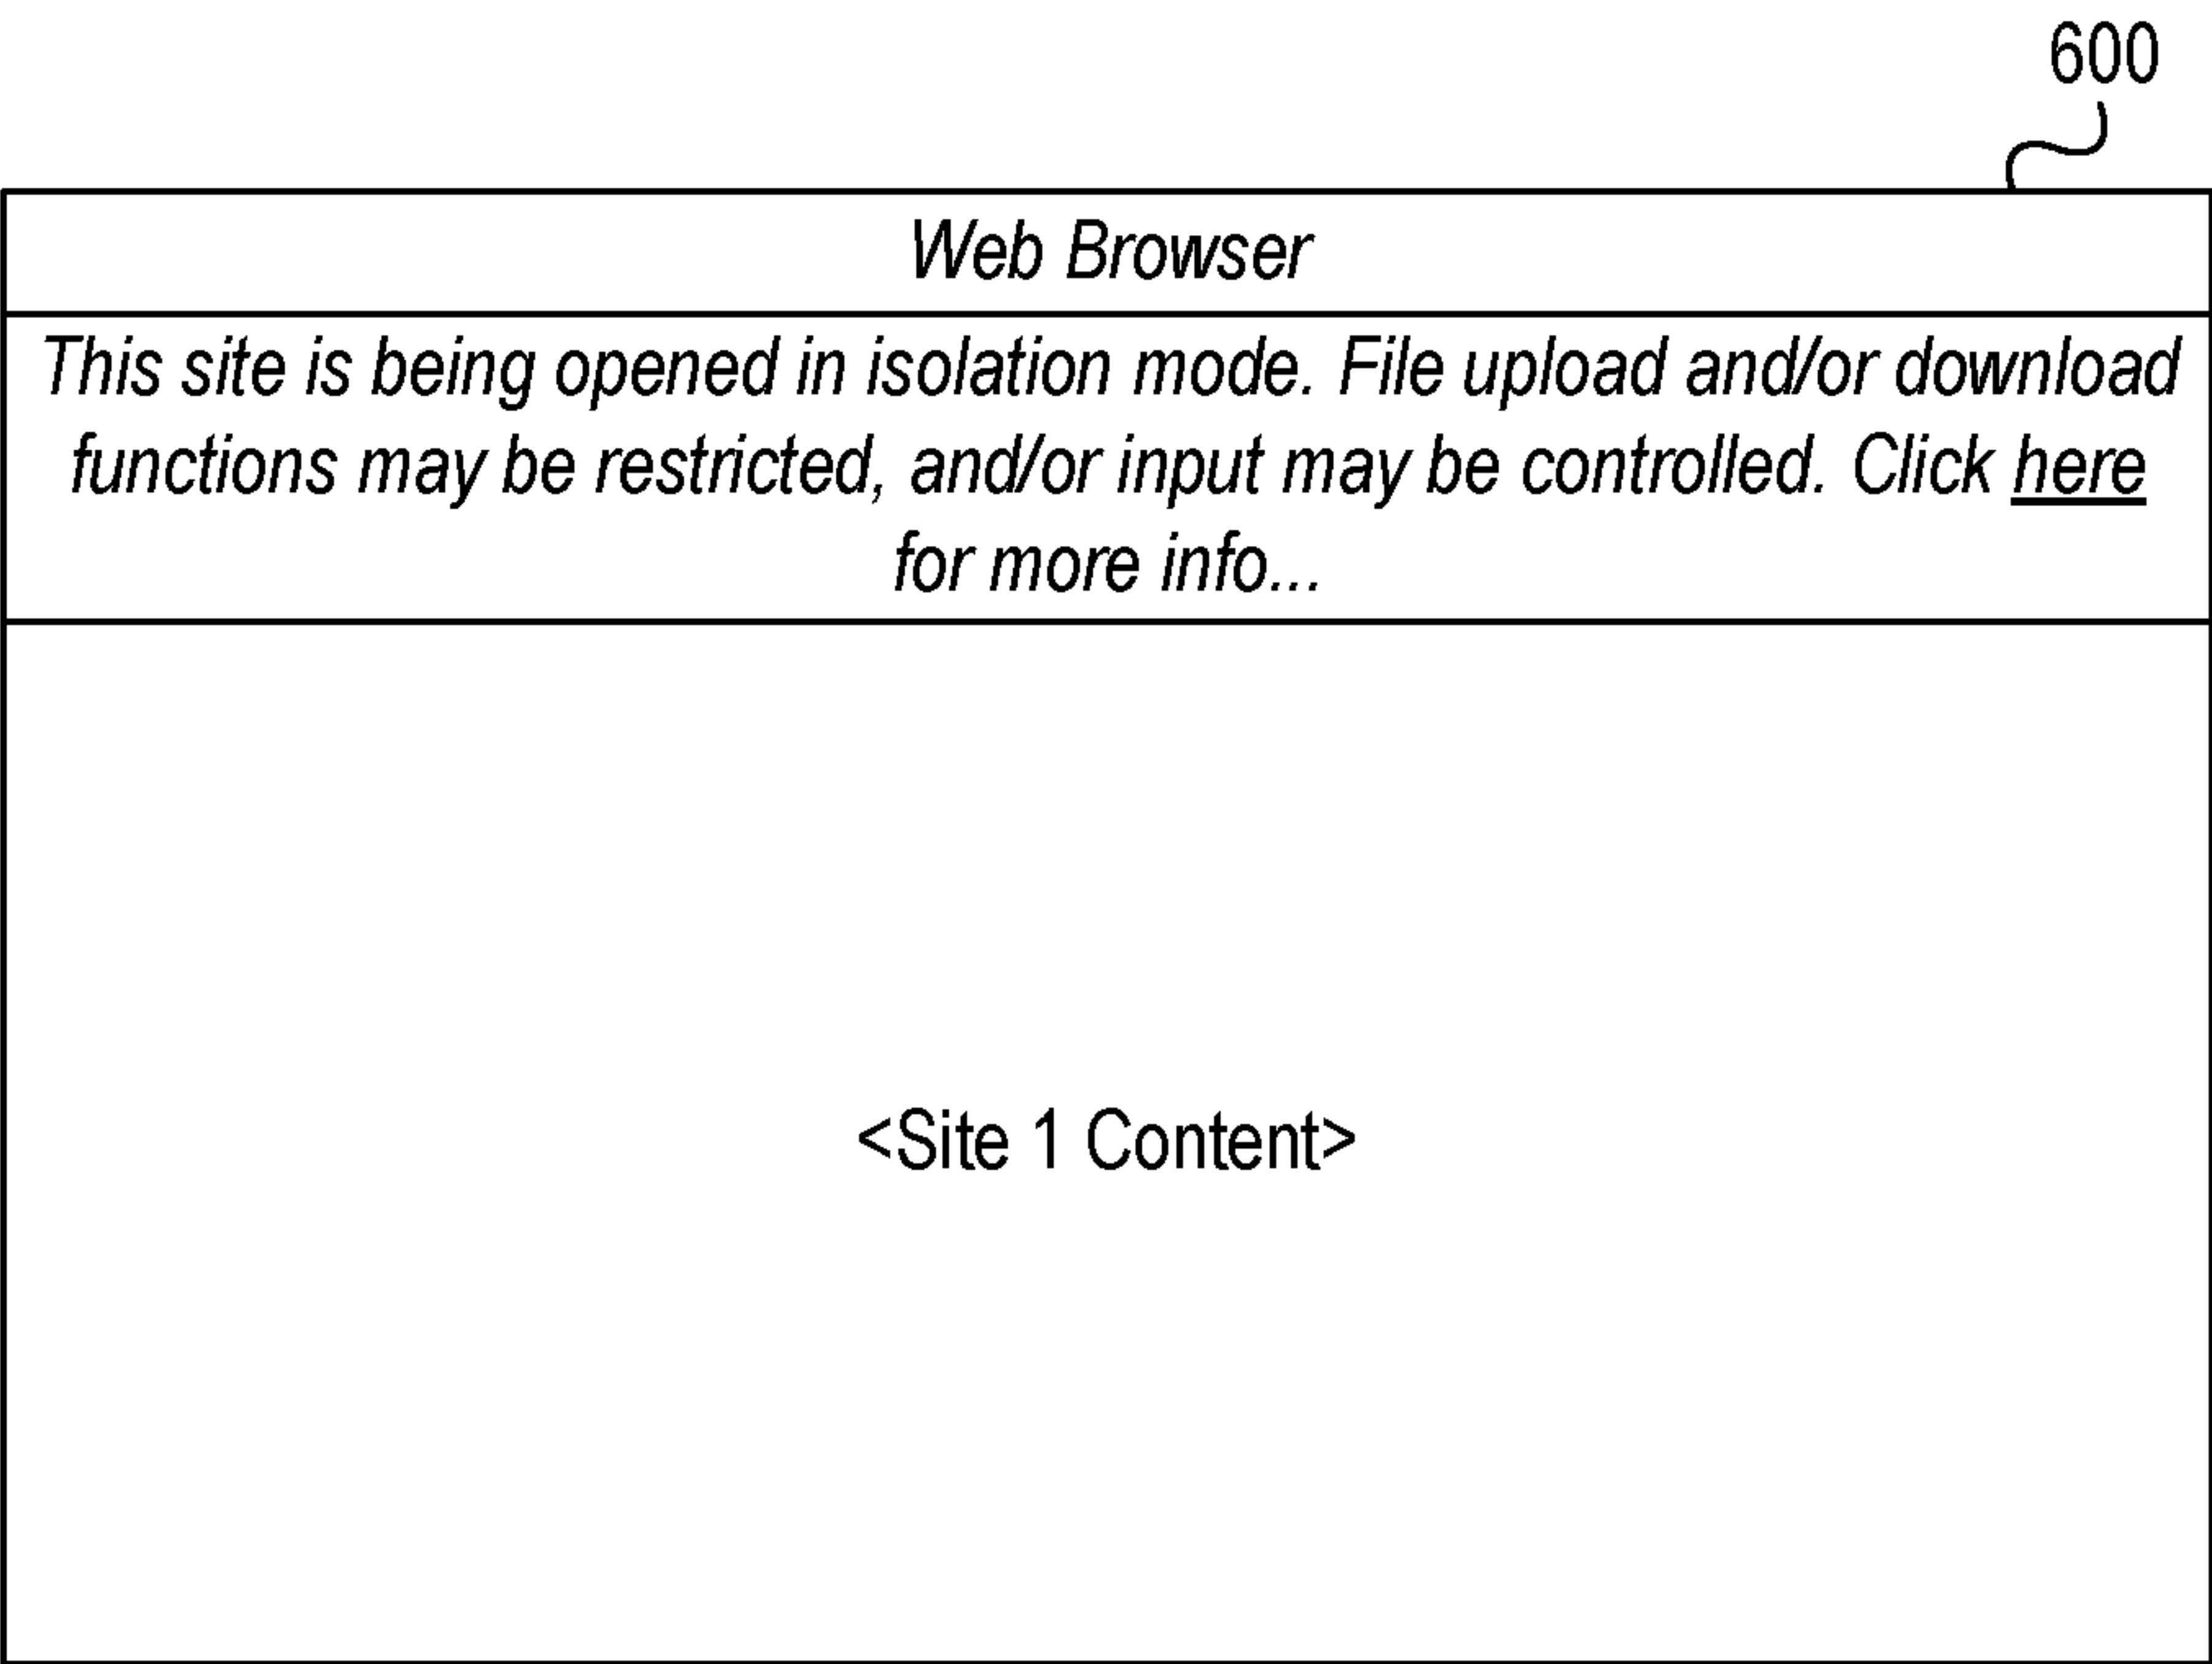 600
Web Browser
This site is being opened in isolation mode. File upload and/or download
functions may be restricted, and/or input may be controlled. Click here
for more info...
<Site 1 Content>